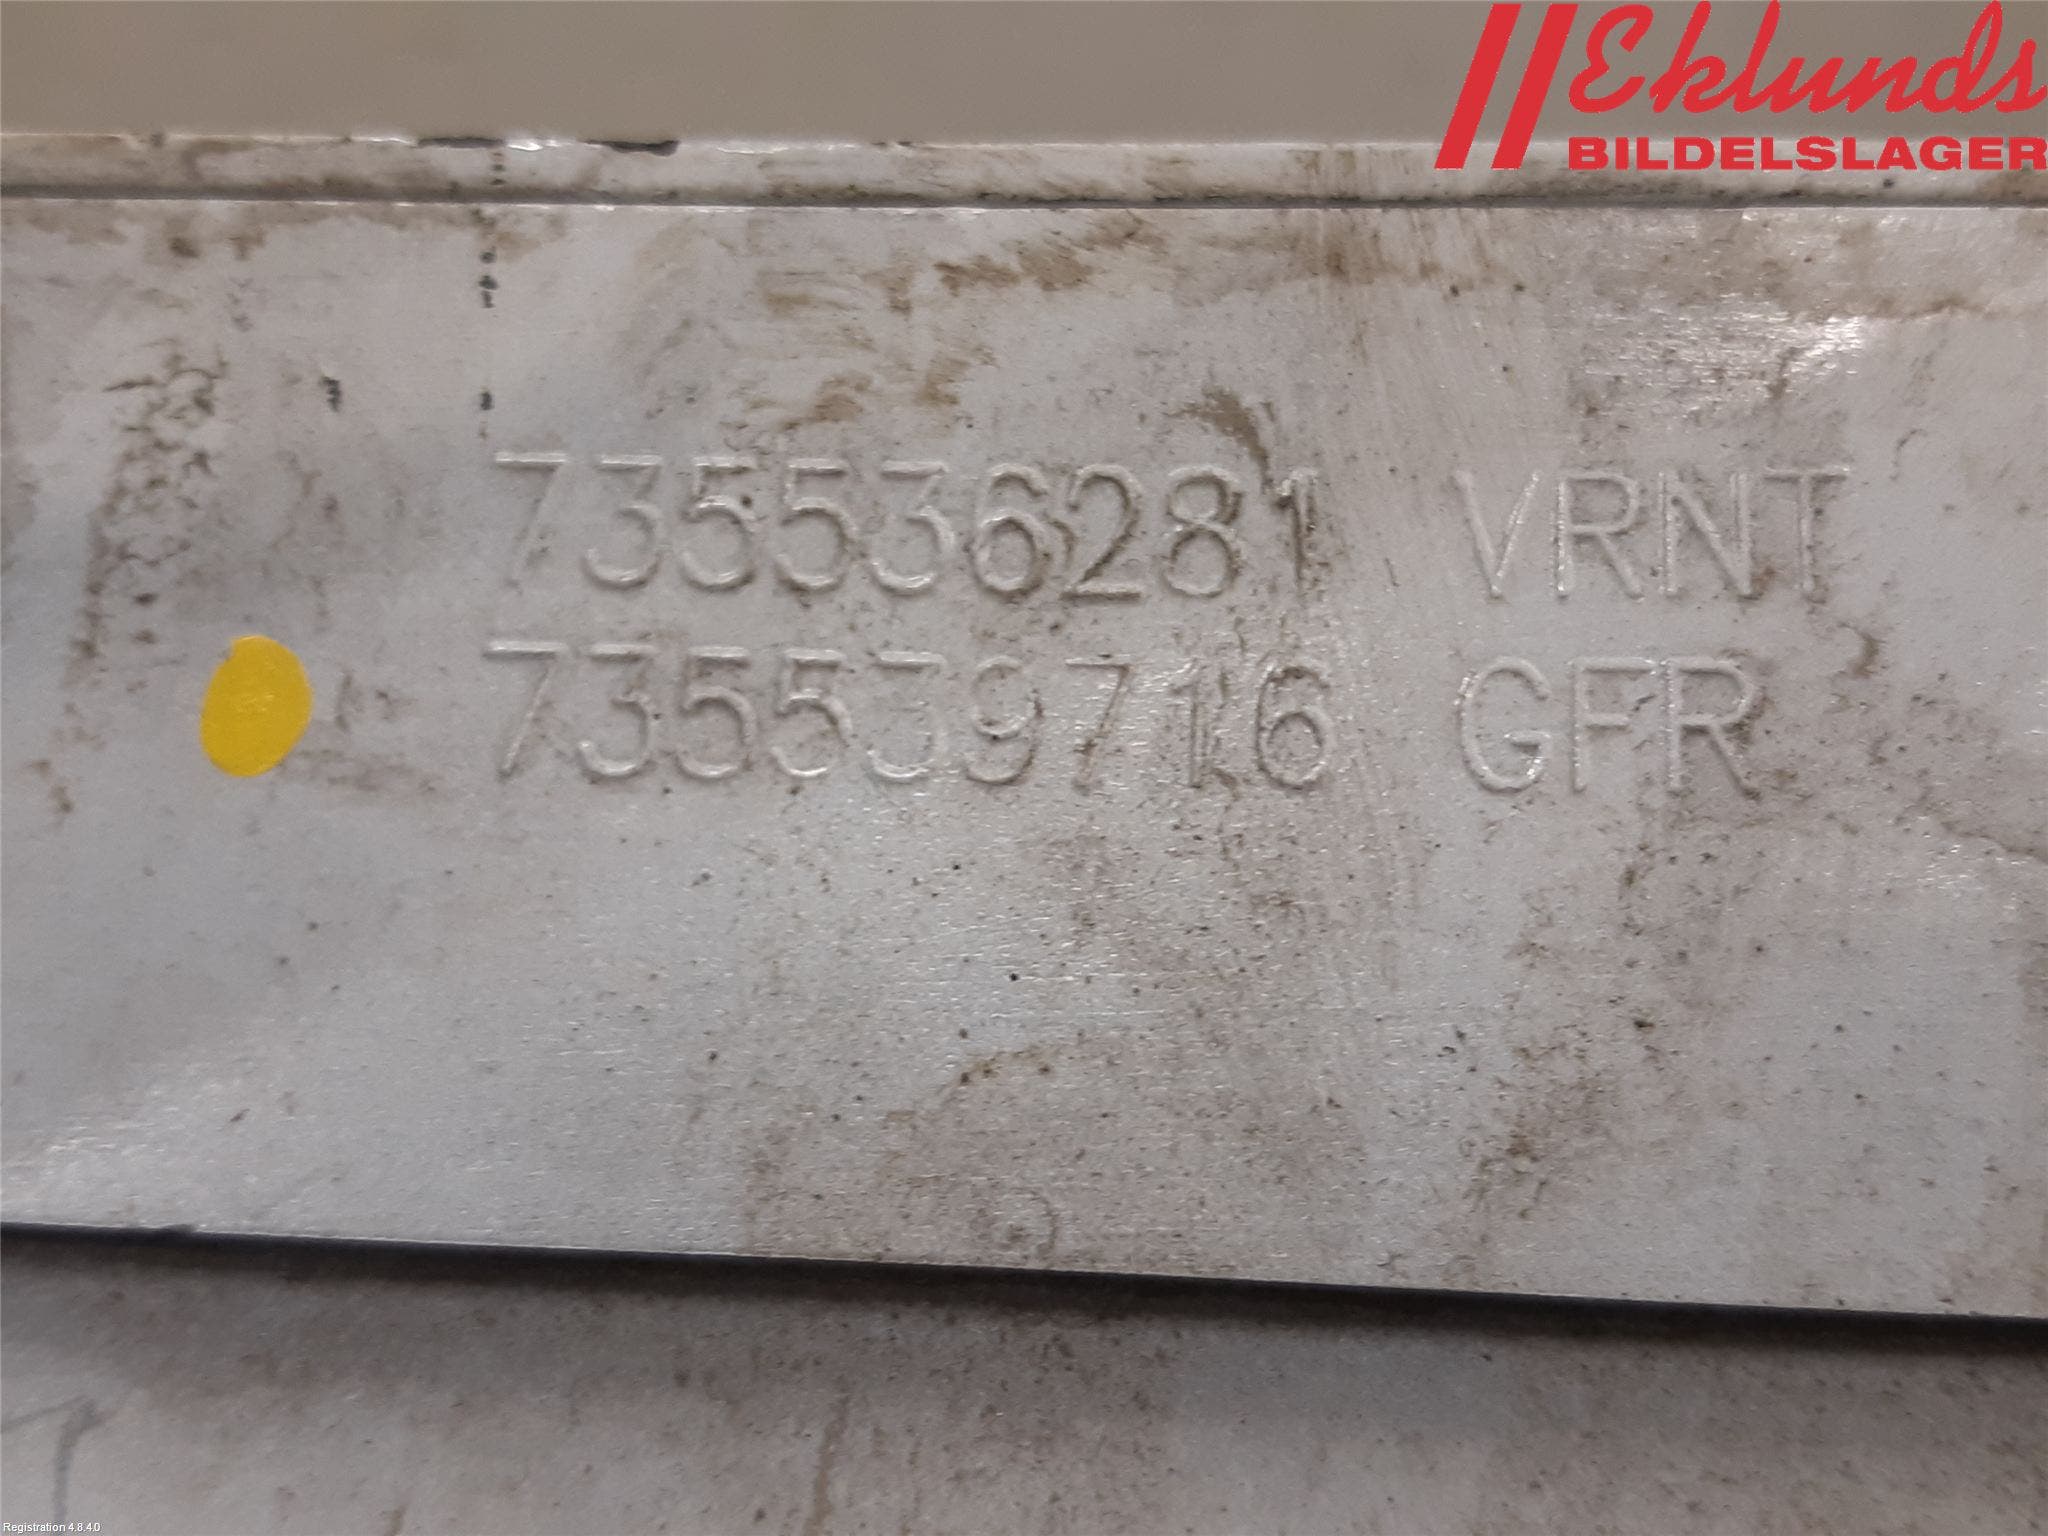 Eklunds
BILDELSLAGER
735536281 VRNT
735539716 GFR
Registration 4.8.4.0